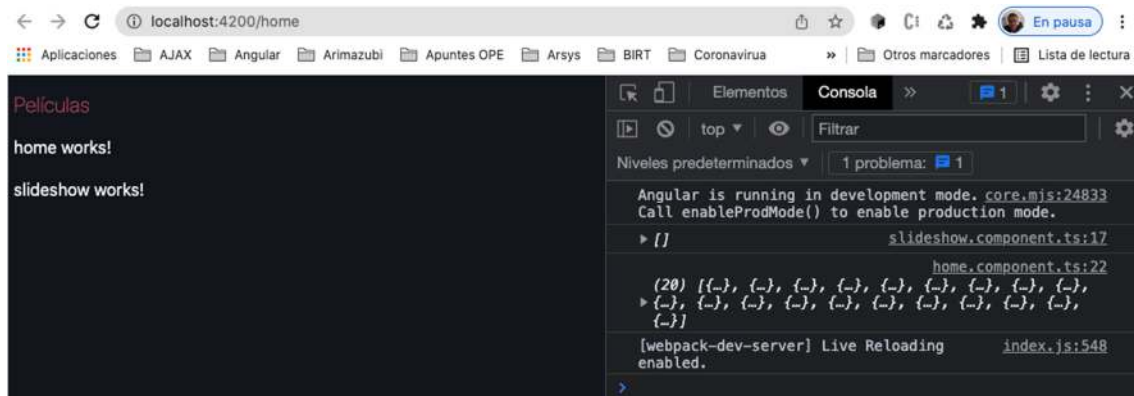 localhost:4200/home
En pausa
Aplicaciones AJAX Angular Arimazubi Apuntes OPE Arsys BIRT Coronavirua » Otros marcadores Lista de lectura
Películas
home works!
slideshow works!
Elementos Consola » 1
top ▼ Filtrar
Niveles predeterminados ▼ 1 problema: 1
Angular is running in development mode. core.mjs:24833
Call enableProdMode() to enable production mode.
▶ [] slideshow.component.ts:17
home.component.ts:22
(20) [{…}, {…}, {…}, {…}, {…}, {…}, {…}, {…}, {…},
▶ {…}, {…}, {…}, {…}, {…}, {…}, {…}, {…}, {…}, {…},
{…}]
[webpack-dev-server] Live Reloading index.js:548
enabled.
>